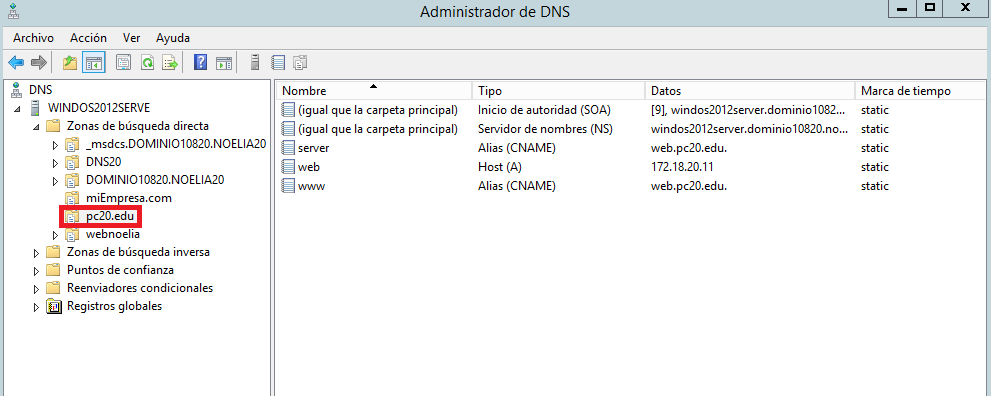 Administrador de DNS
Archivo Acción Ver Ayuda
DNS
WINDOS2012SERVE
Zonas de búsqueda directa
_msdcs.DOMINIO10820.NOELIA20
DNS20
DOMINIO10820.NOELIA20
miEmpresa.com
pc20.edu
webnoelia
Zonas de búsqueda inversa
Puntos de confianza
Reenviadores condicionales
Registros globales
Nombre Tipo Datos Marca de tiempo
(igual que la carpeta principal) Inicio de autoridad (SOA) [9], windos2012server.dominio1082... static
(igual que la carpeta principal) Servidor de nombres (NS) windos2012server.dominio10820.no... static
server Alias (CNAME) web.pc20.edu. static
web Host (A) 172.18.20.11 static
www Alias (CNAME) web.pc20.edu. static